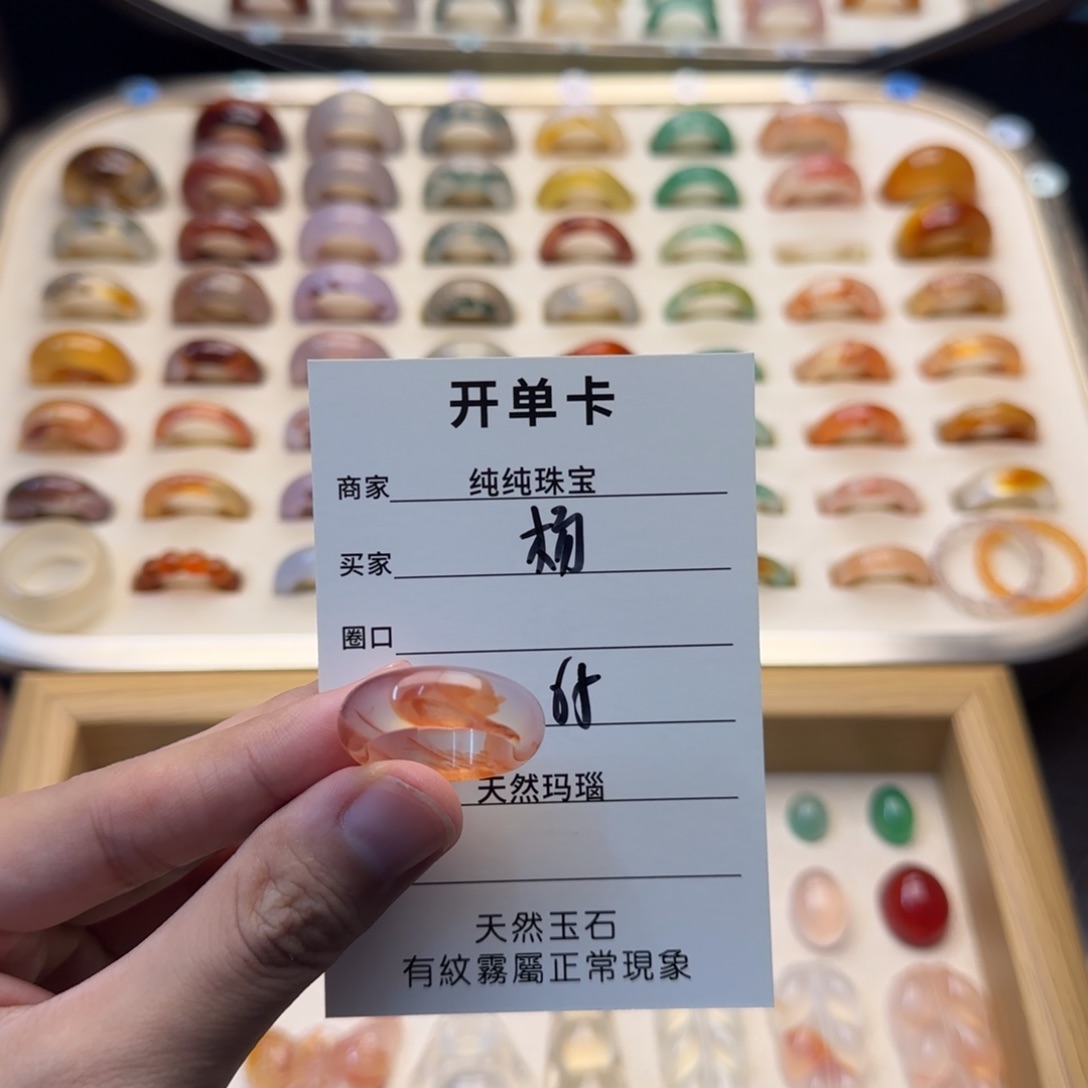 开单卡
商家 纯纯珠宝
买家 杨
圈口
天然玛瑙
天然玉石
有紋霧屬正常現象